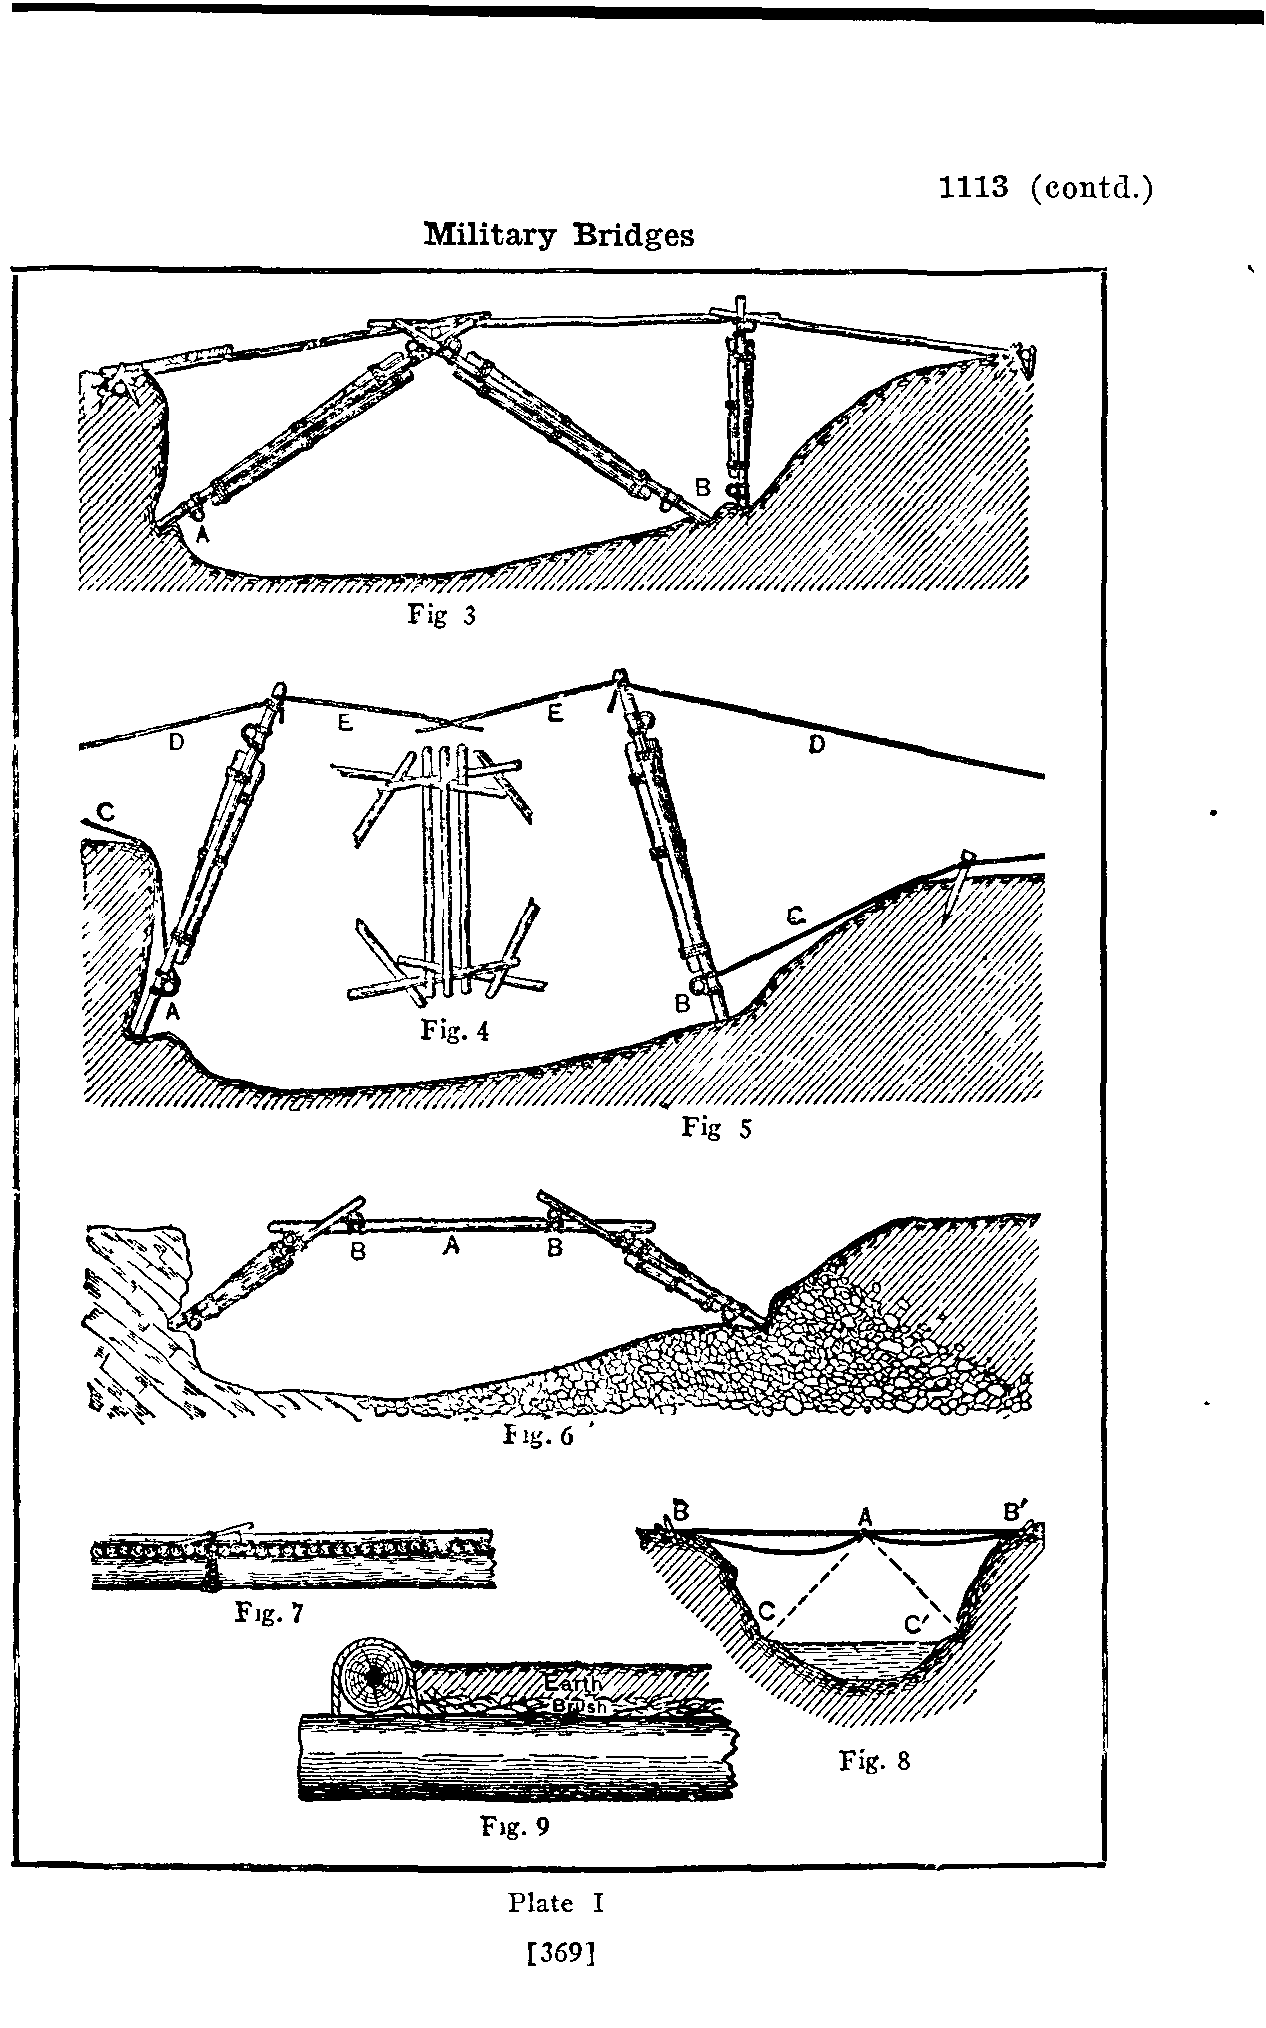 1113 (contd.)
Military Bridges
A
B
Fig 3
D
E
E
D
C
C
A
B
Fig. 4
Fig 5
B
A
B
Fig. 6
B
A
B'
C
C'
Fig. 7
Earth
Brush
Fig. 8
Fig. 9
Plate I
[369]